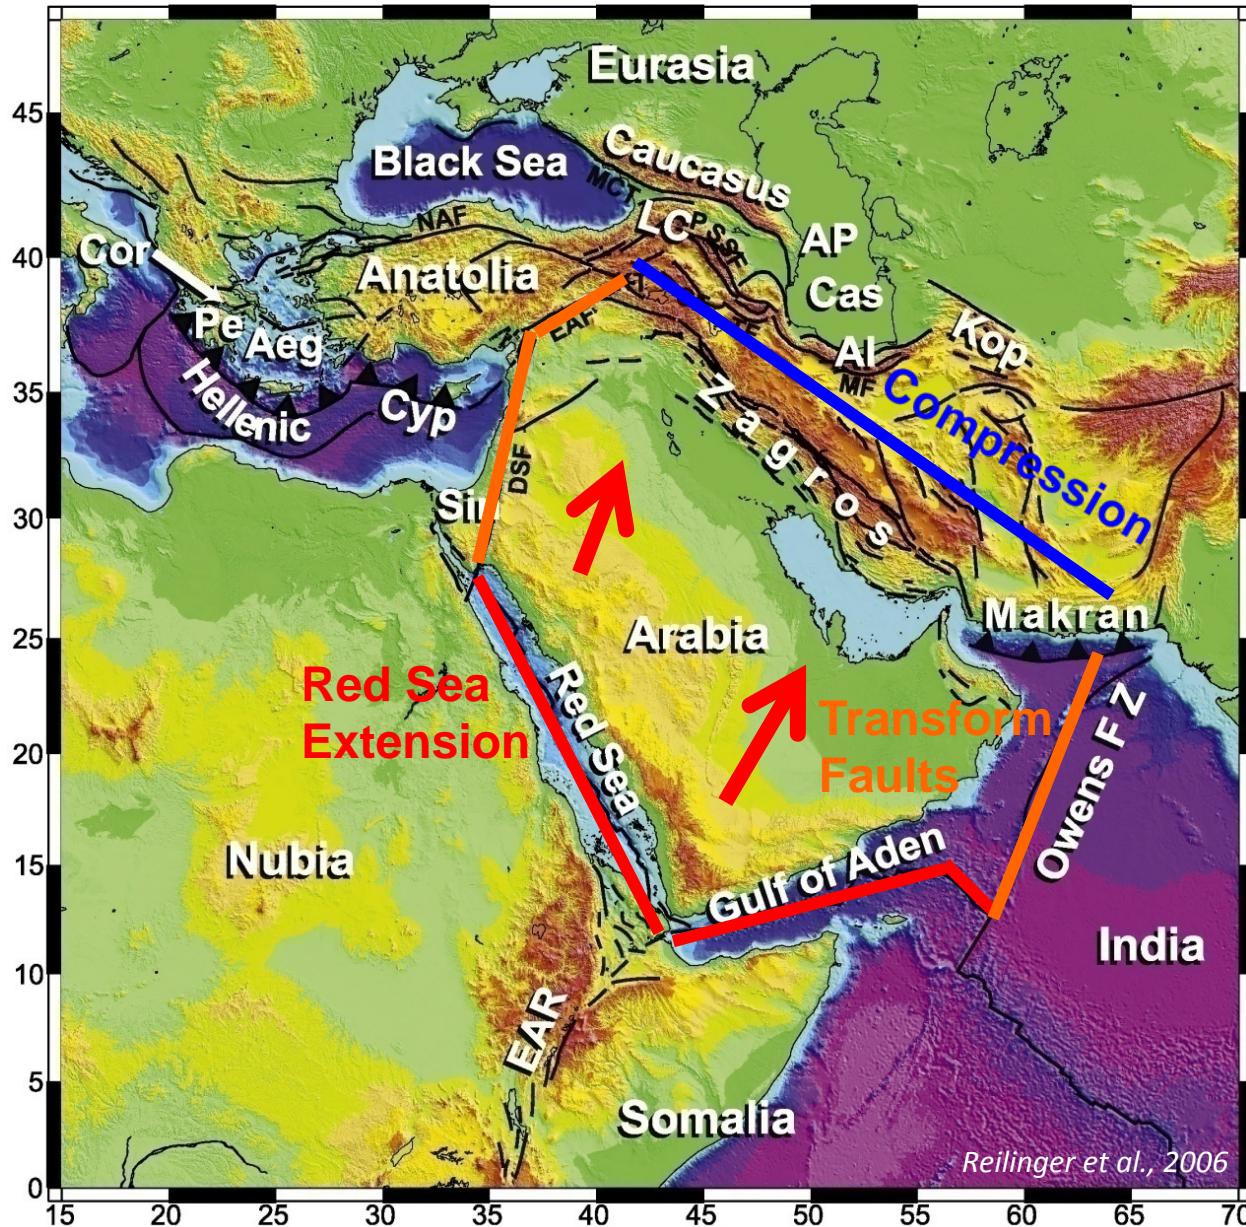 Eurasia
45
Black Sea
Caucasus
MCT
NAF
LC
P SSF
AP
40
Cor
Anatolia
Cas
Kop
Pe
Aeg
EAF
Al
MF
35
Hellenic
Cyp
Zagros
Compression
DSF
Sin
30
Makran
25
Arabia
Red Sea
Extension
Red Sea
Transform
Faults
Owens F Z
20
Nubia
15
Gulf of Aden
India
10
EAR
5
Somalia
Reilinger et al., 2006
0
15 20 25 30 35 40 45 50 55 60 65 70